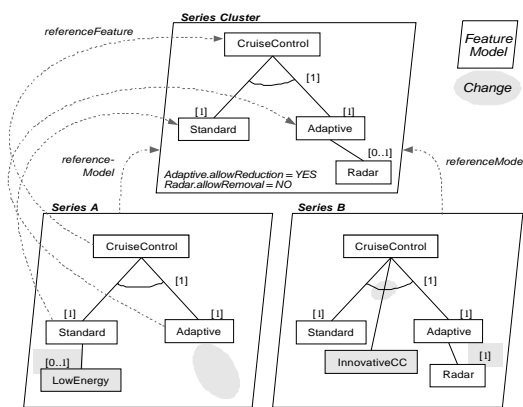 Series Cluster
referenceFeature
CruiseControl
[1]
[1]
[1]
Standard
Adaptive
[0..1]
Radar
Adaptive.allowReduction = YES
Radar.allowRemoval = NO
Feature
Model
Change
reference-
Model
referenceMode
Series A
CruiseControl
[1]
[1]
[1]
Standard
Adaptive
[0..1]
LowEnergy
Series B
CruiseControl
[1]
[1]
[1]
Standard
Adaptive
InnovativeCC
[1]
Radar